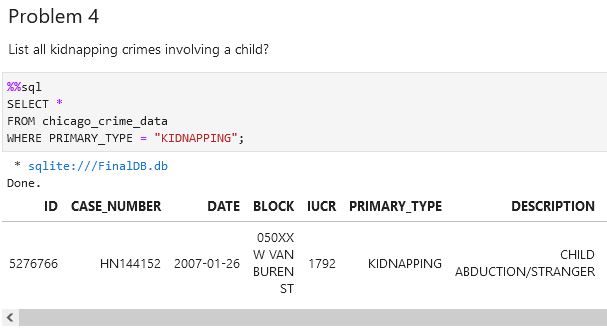 Problem 4
List all kidnapping crimes involving a child?
%%sql
SELECT *
FROM chicago_crime_data
WHERE PRIMARY_TYPE = "KIDNAPPING";
* sqlite:///FinalDB.db
Done.
ID CASE_NUMBER DATE BLOCK IUCR PRIMARY_TYPE DESCRIPTION
050XX
5276766 HN144152 2007-01-26 W VAN 1792 KIDNAPPING CHILD
BUREN ABDUCTION/STRANGER
ST